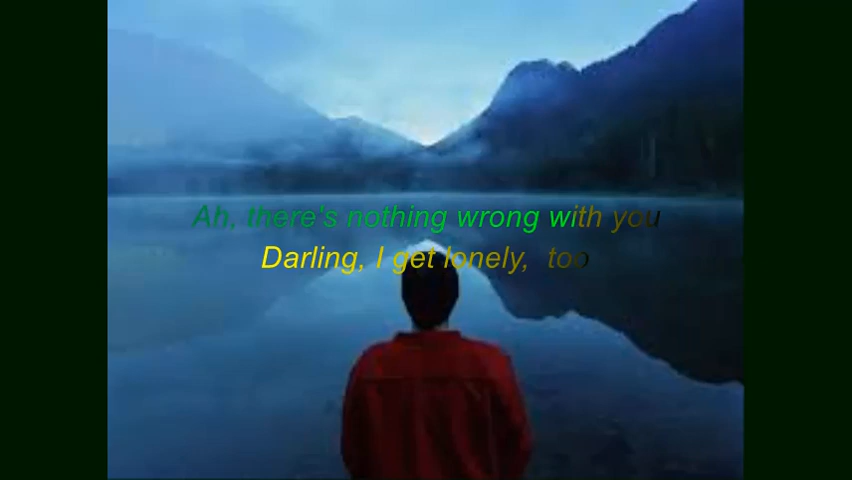 Ah, there's nothing wrong with you
Darling, I get lonely, too